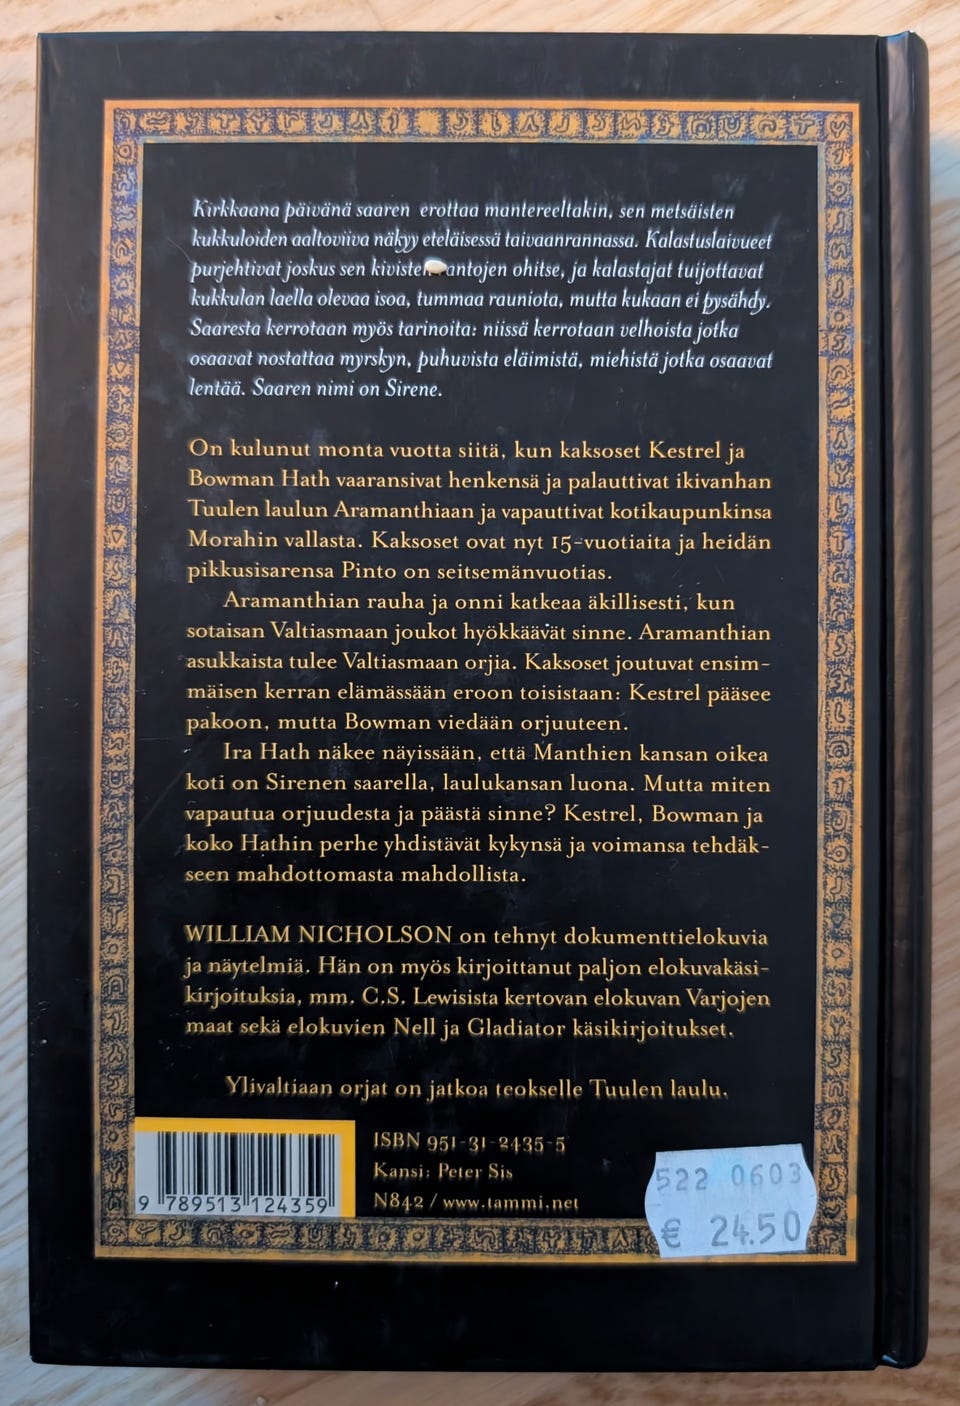 Kirkkaana päivänä saaren erottaa mantereeltakin, sen metsäisten
kukkuloiden aaltoviiva näkyy eteläisessä taivaanrannassa. Kalastuslaivueet
purjehtivat joskus sen ohitse, ja kalastajat tuijottavat
kukkulan laella olevaa isoa, tummaa rauniota, mutta kukaan ei pysähdy.
Saaresta kerrotaan myös tarinoita: niissä kerrotaan velhoista jotka
osaavat nostattaa myrskyn, puhuvista eläimistä, miehistä jotka osaavat
lentää. Saaren nimi on Sirene.
On kulunut monta vuotta siitä, kun kaksoset Kestrel ja
Bowman Hath vaaransivat henkensä ja palauttivat ikivanhan
Tuulen laulun Aramanthiaan ja vapauttivat kotikaupunkinsa
Morahin vallasta. Kaksoset ovat nyt 15-vuotiaita ja heidän
pikkusisarensa Pinto on seitsemänvuotias.
Aramanthian rauha ja onni katkeaa äkillisesti, kun
sotaisan Valtiasmaan joukot hyökkäävät sinne. Aramanthian
asukkaista tulee Valtiasmaan orjia. Kaksoset joutuvat ensim-
mäisen kerran elämässään eroon toisistaan: Kestrel pääsee
pakoon, mutta Bowman viedään orjuuteen.
Ira Hath näkee näyissään, että Manthien kansan oikea
koti on Sirenen saarella, laulukansan luona. Mutta miten
vapautua orjuudesta ja päästä sinne? Kestrel, Bowman ja
koko Hathin perhe yhdistävät kykynsä ja voimansa tehdäk-
seen mahdottomasta mahdollista.
WILLIAM NICHOLSON on tehnyt dokumenttielokuvia
ja näytelmiä. Hän on myös kirjoittanut paljon elokuvakäsi-
kirjoituksia, mm. C.S. Lewisista kertovan elokuvan Varjojen
maat sekä elokuvien Nell ja Gladiator käsikirjoitukset.
Ylivaltiaan orjat on jatkoa teokselle Tuulen laulu.
ISBN 951-31-2435-5
Kansi: Peter Sis
N842 / www.tammi.net
9 789513 124359
522 0603
€ 24.50